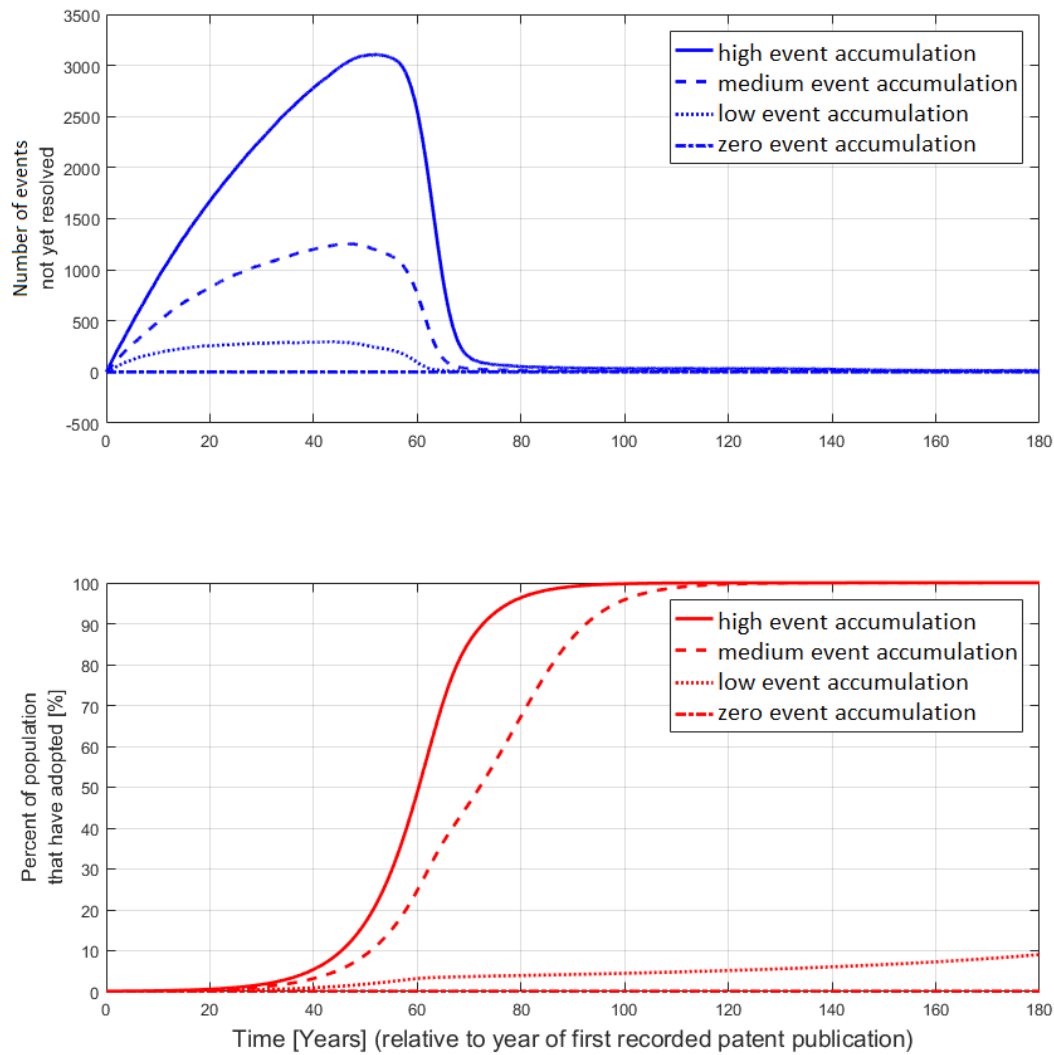 3500
3000
2500
2000
1500
1000
500
0
-500
Number of events
not yet resolved
high event accumulation
medium event accumulation
low event accumulation
zero event accumulation
0 20 40 60 80 100 120 140 160 180
100
90
80
70
60
50
40
30
20
10
0
Percent of population
that have adopted [%]
high event accumulation
medium event accumulation
low event accumulation
zero event accumulation
0 20 40 60 80 100 120 140 160 180
Time [Years] (relative to year of first recorded patent publication)